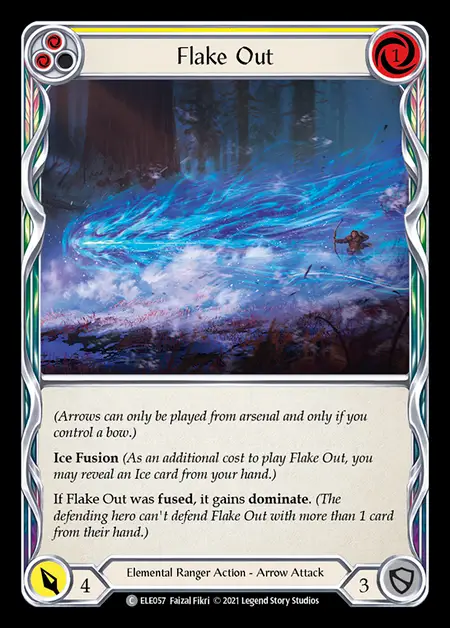 Flake Out
1
(Arrows can only be played from arsenal and only if you
control a bow.)
Ice Fusion (As an additional cost to play Flake Out, you
may reveal an Ice card from your hand.)
If Flake Out was fused, it gains dominate. (The
defending hero can't defend Flake Out with more than 1 card
from their hand.)
4
Elemental Ranger Action - Arrow Attack
3
C ELE057 Faizal Fikri © 2021 Legend Story Studios